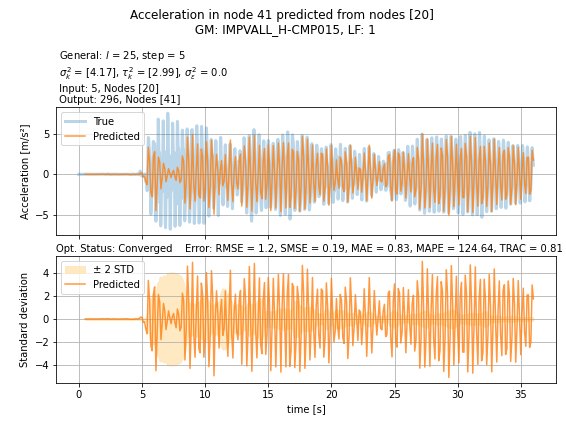 Acceleration in node 41 predicted from nodes [20]
GM: IMPVALL_H-CMP015, LF: 1
General: l = 25, step = 5
σ²ₖ = [4.17], τ²ₖ = [2.99], σ²ε = 0.0
Input: 5, Nodes [20]
Output: 296, Nodes [41]
True
Predicted
Acceleration [m/s²]
5
0
−5
Opt. Status: Converged Error: RMSE = 1.2, SMSE = 0.19, MAE = 0.83, MAPE = 124.64, TRAC = 0.81
± 2 STD
Predicted
Standard deviation
4
2
0
−2
−4
0 5 10 15 20 25 30 35
time [s]